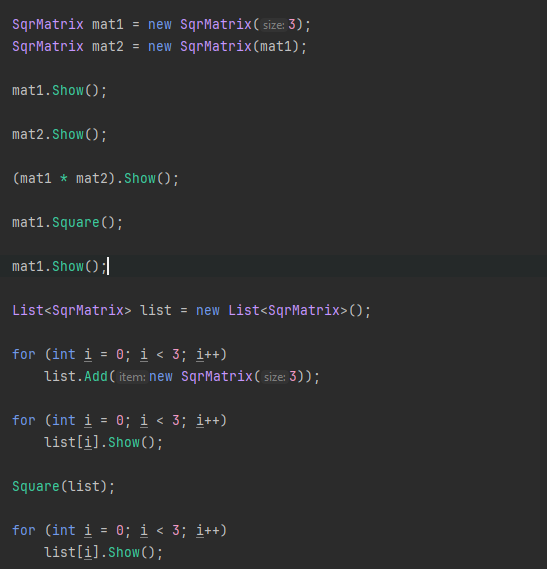 SqrMatrix mat1 = new SqrMatrix( size: 3);
SqrMatrix mat2 = new SqrMatrix(mat1);
mat1.Show();
mat2.Show();
(mat1 * mat2).Show();
mat1.Square();
mat1.Show();
List<SqrMatrix> list = new List<SqrMatrix>();
for (int i = 0; i < 3; i++)
    list.Add( item: new SqrMatrix( size: 3));
for (int i = 0; i < 3; i++)
    list[i].Show();
Square(list);
for (int i = 0; i < 3; i++)
    list[i].Show();